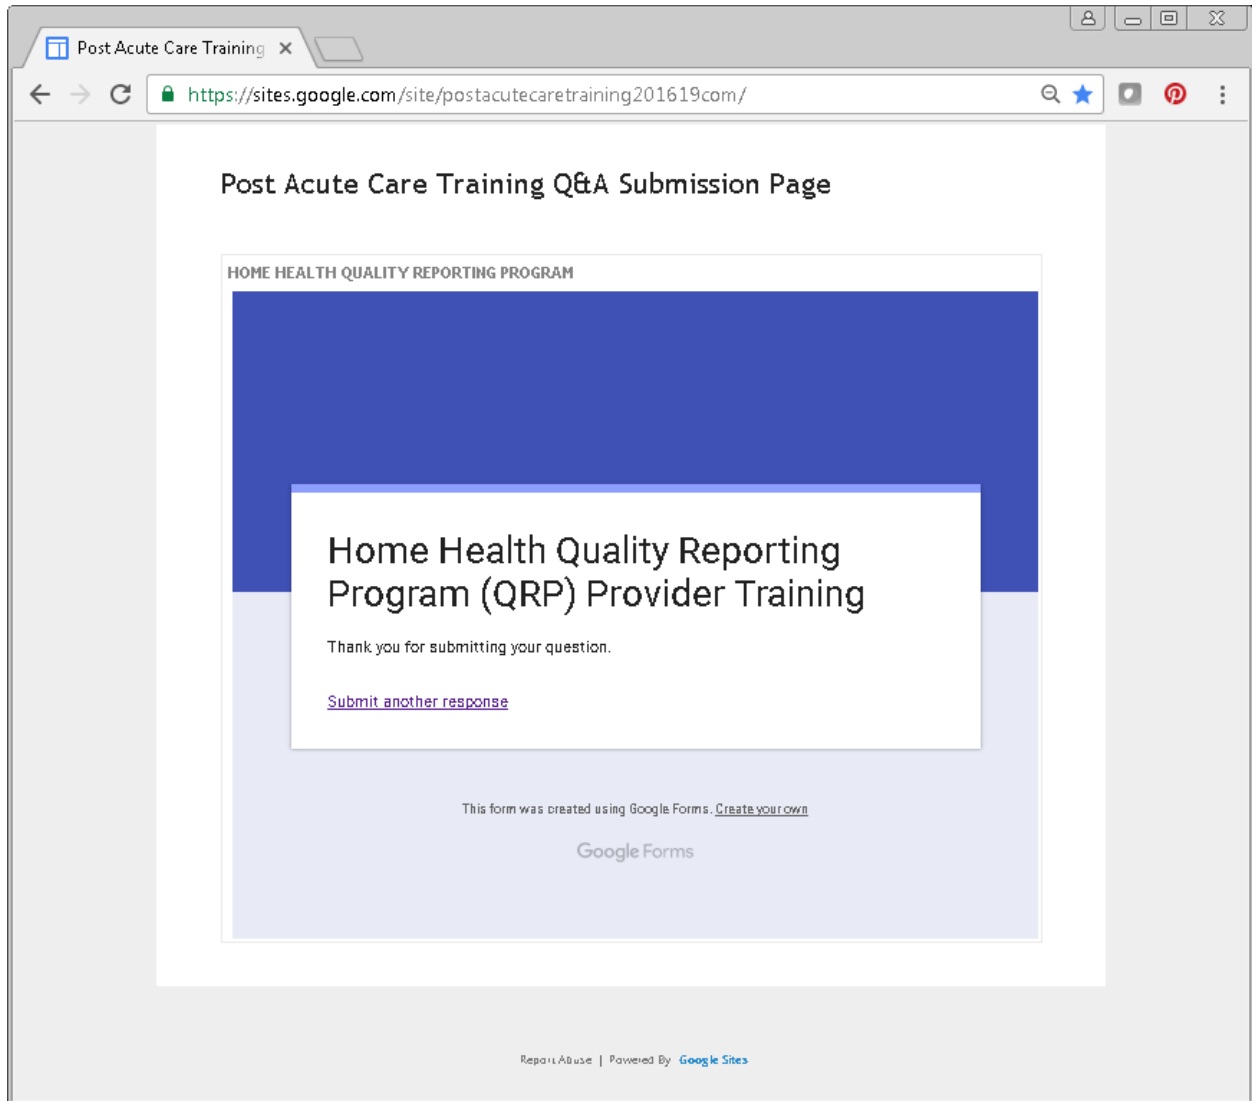 Post Acute Care Training
https://sites.google.com/site/postacutecaretraining201619com/
Post Acute Care Training Q&A Submission Page
HOME HEALTH QUALITY REPORTING PROGRAM
Home Health Quality Reporting
Program (QRP) Provider Training
Thank you for submitting your question.
Submit another response
This form was created using Google Forms. Create your own
Google Forms
Report Abuse | Powered By Google Sites